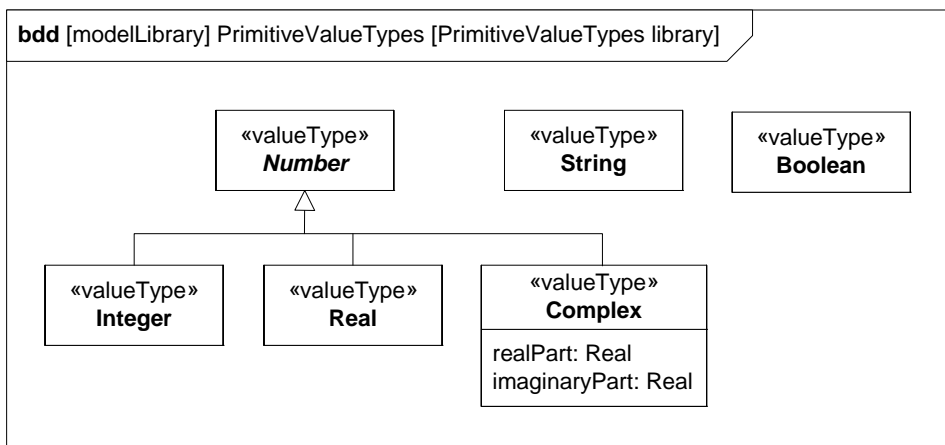 bdd [modelLibrary] PrimitiveValueTypes [PrimitiveValueTypes library]
«valueType»
Number
«valueType»
String
«valueType»
Boolean
«valueType»
Integer
«valueType»
Real
«valueType»
Complex
realPart: Real
imaginaryPart: Real